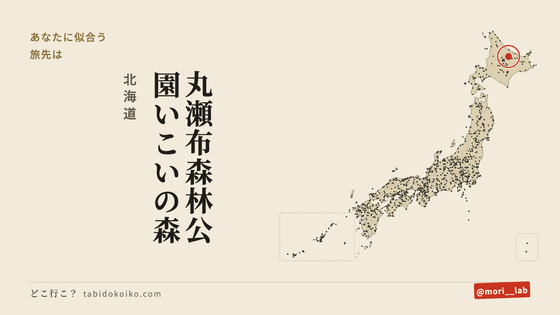 あなたに似合う
旅先は
丸瀬布森林公
園いこいの森
北海道
どこ行こ？ tabidokoiko.com
@mori__lab